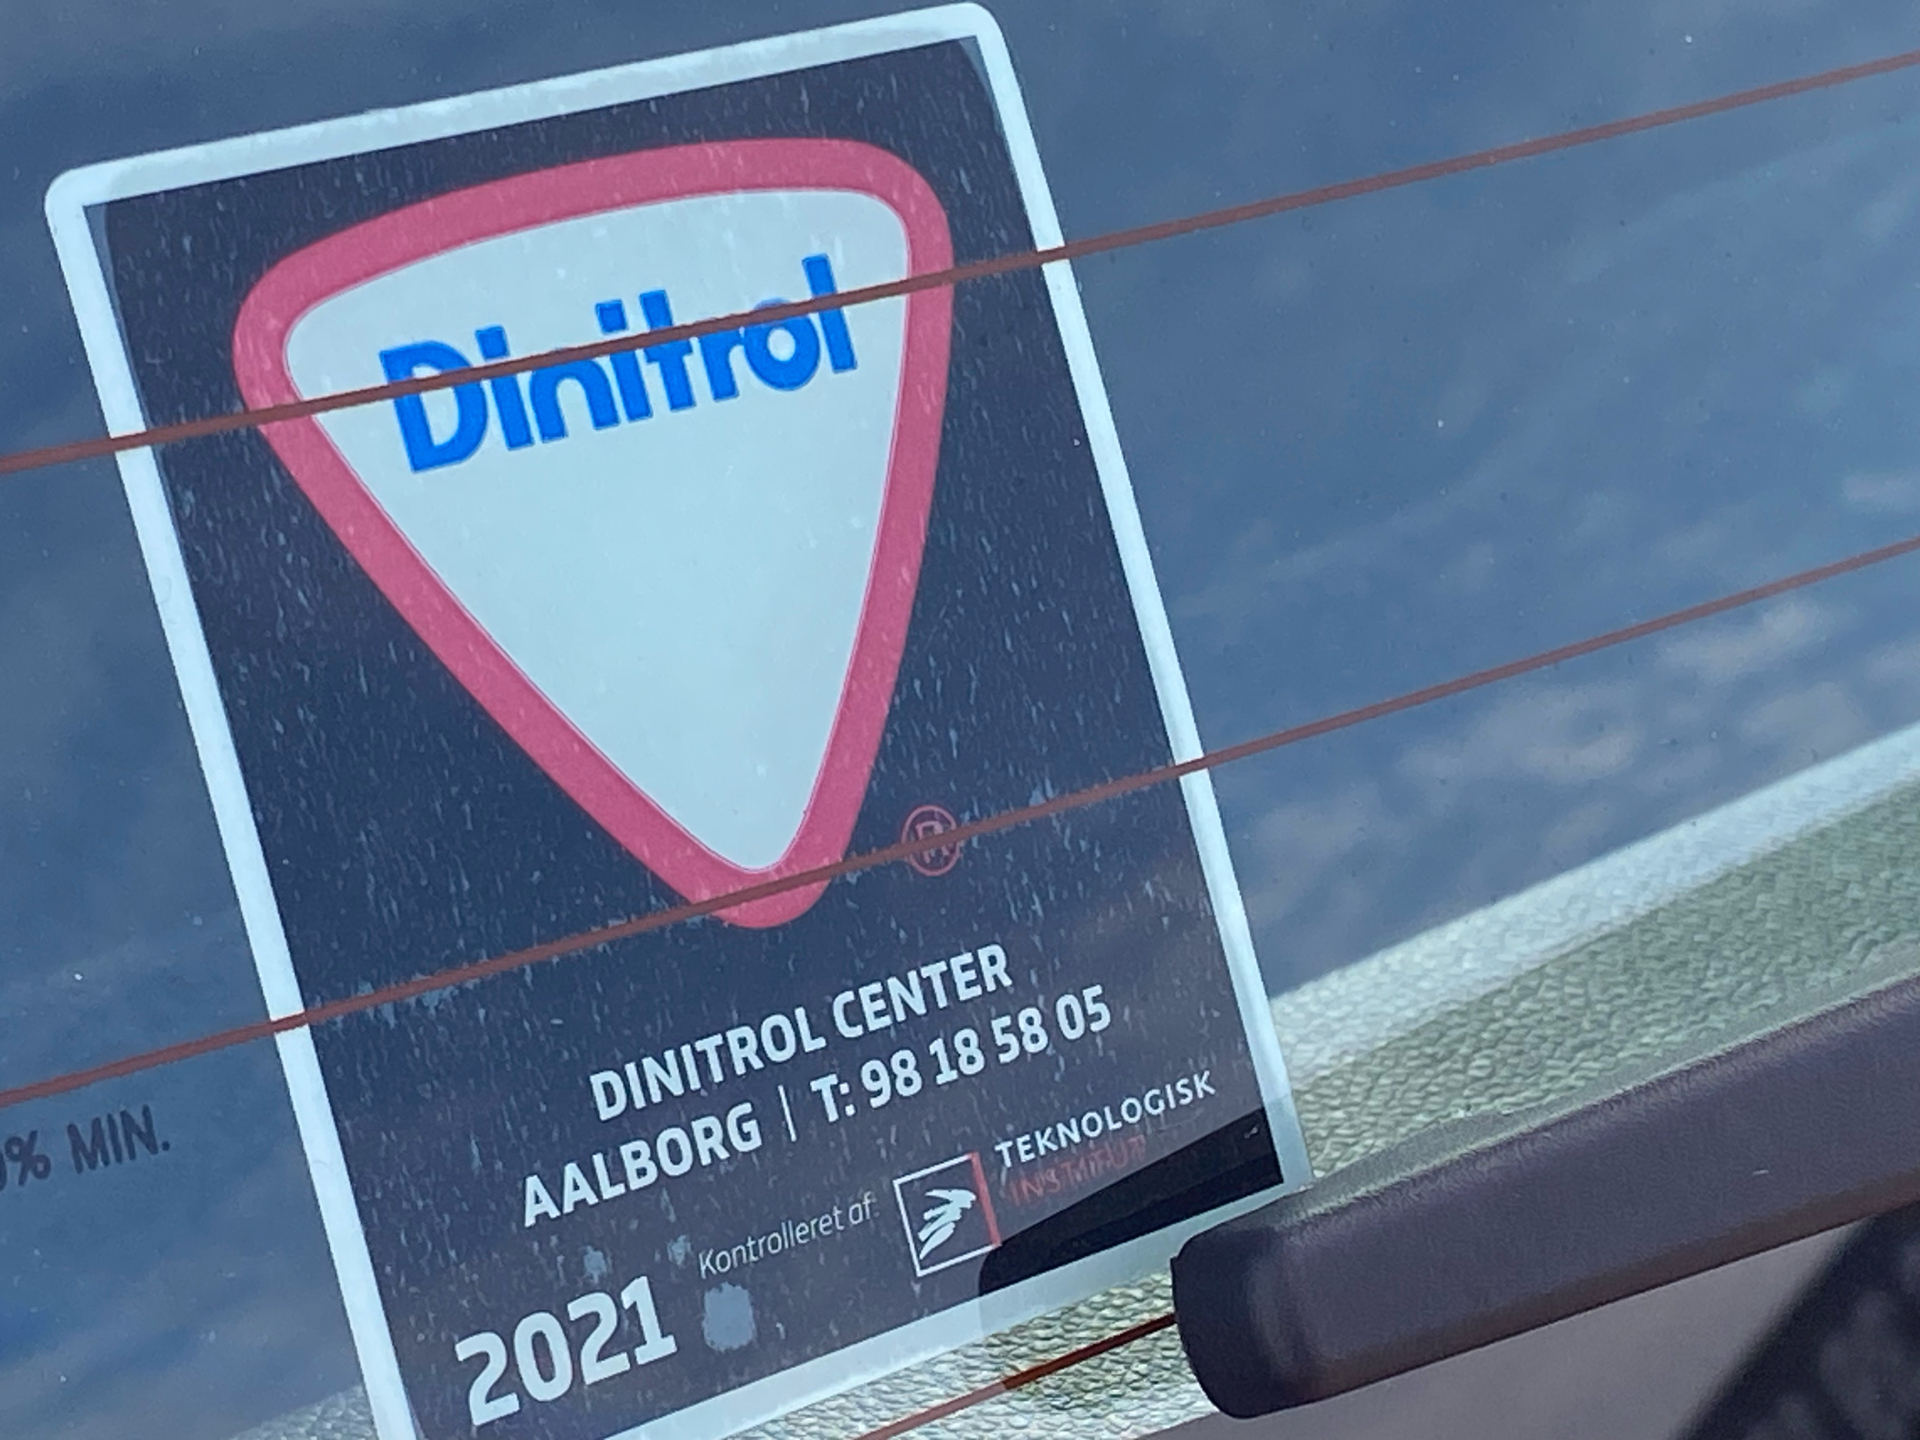 Dinitrol
®
DINITROL CENTER
AALBORG | T: 98 18 58 05
Kontrolleret af:
TEKNOLOGISK
INSTITUT
2021
% MIN.